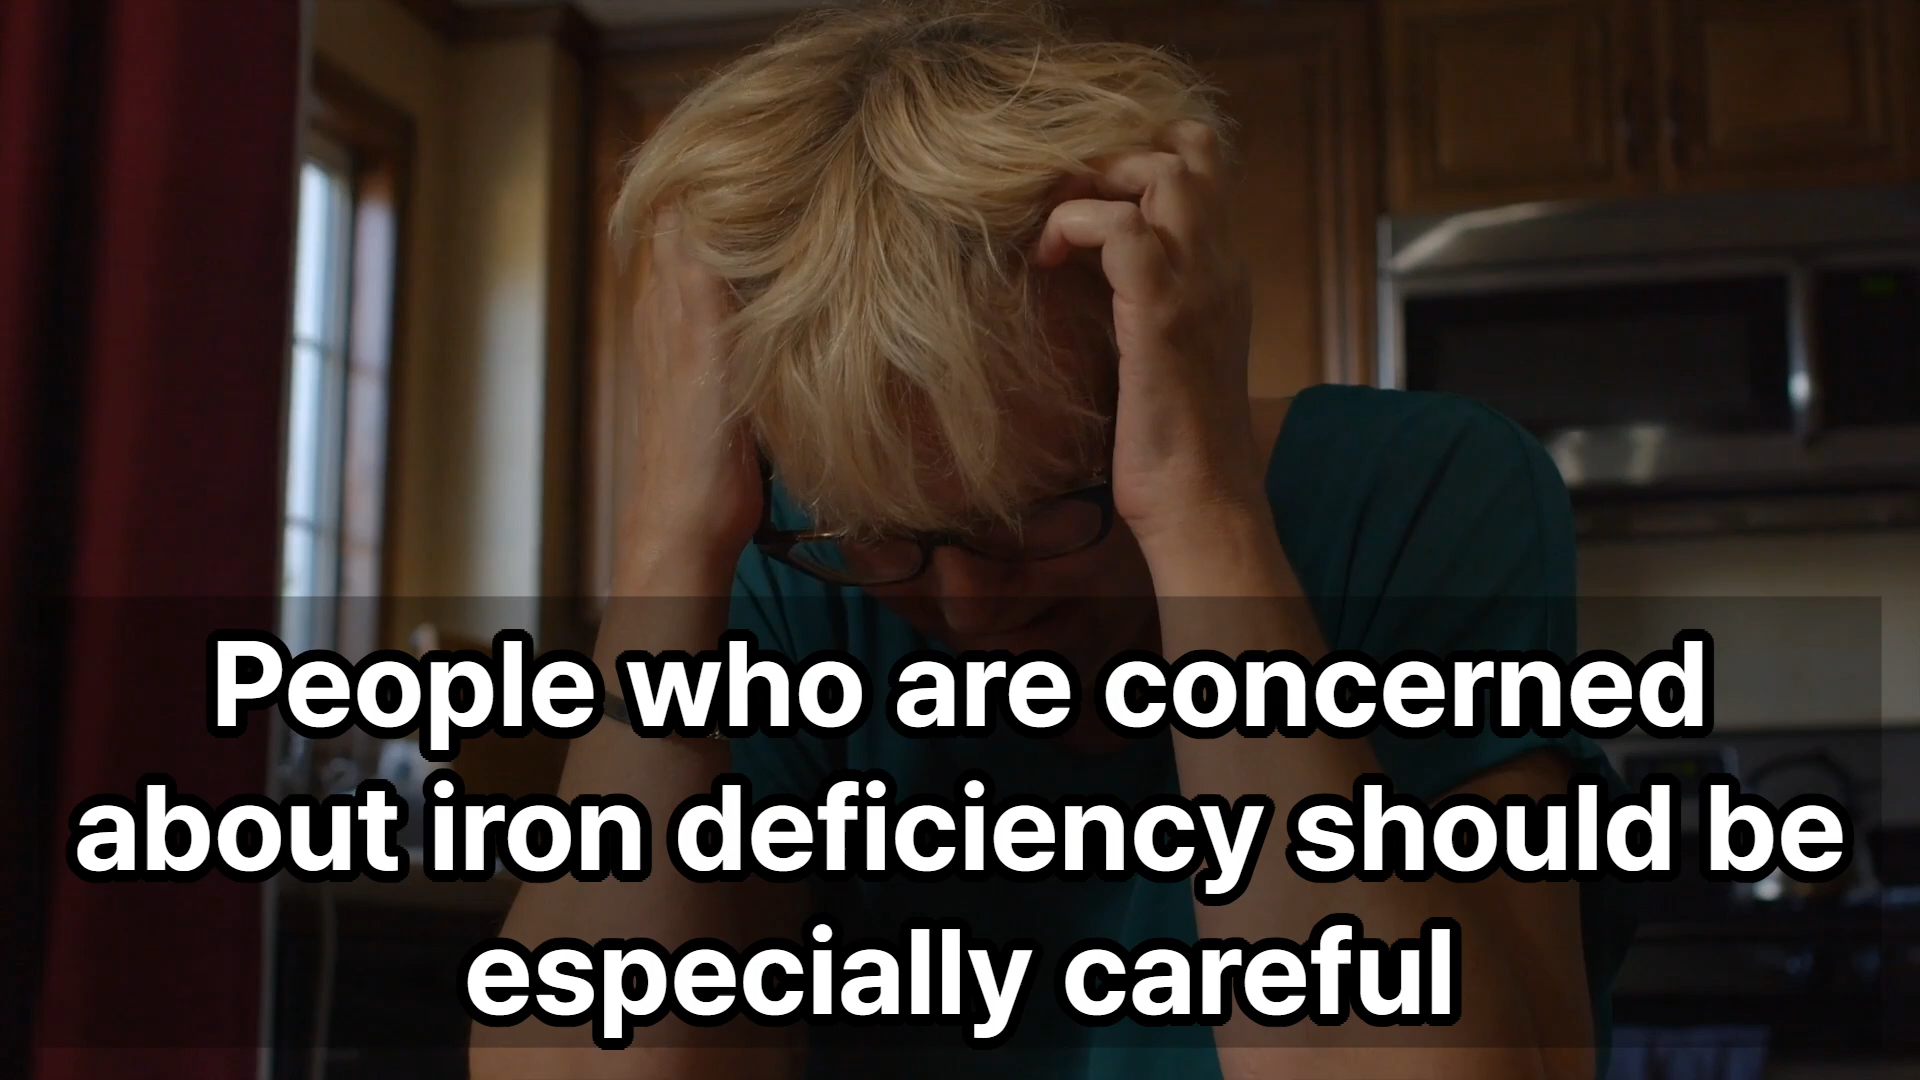 People who are concerned
about iron deficiency should be
especially careful